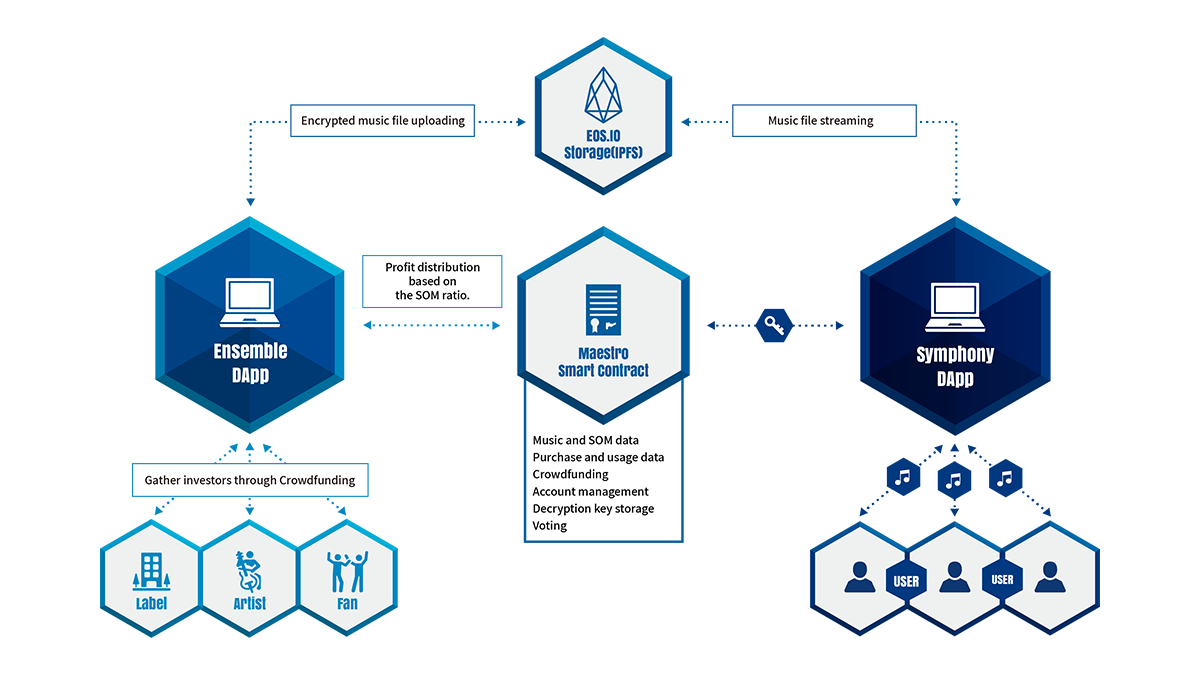 EOS.IO
Storage(IPFS)
Encrypted music file uploading
Music file streaming
Ensemble
DApp
Profit distribution
based on
the SOM ratio.
Maestro
Smart Contract
Music and SOM data
Purchase and usage data
Crowdfunding
Account management
Decryption key storage
Voting
Symphony
DApp
Gather investors through Crowdfunding
Label
Artist
Fan
USER
USER